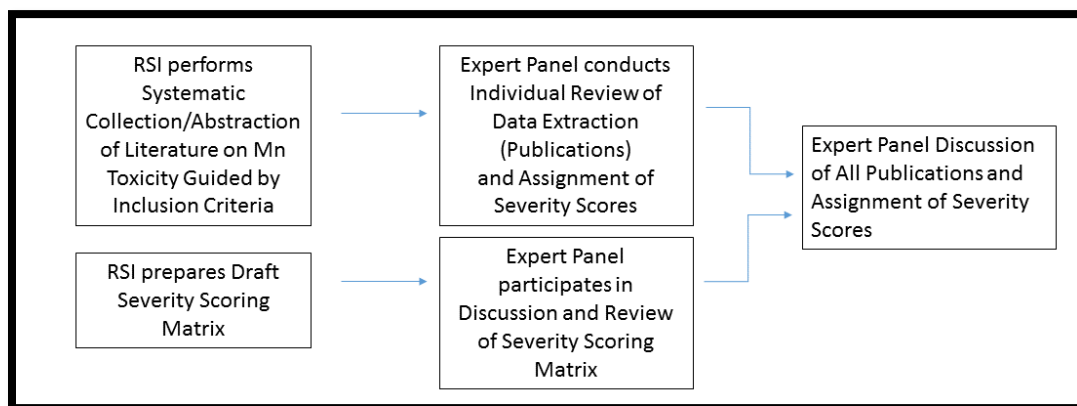 RSI performs
Systematic
Collection/Abstraction
of Literature on Mn
Toxicity Guided by
Inclusion Criteria
Expert Panel conducts
Individual Review of
Data Extraction
(Publications)
and Assignment of
Severity Scores
RSI prepares Draft
Severity Scoring
Matrix
Expert Panel
participates in
Discussion and Review
of Severity Scoring
Matrix
Expert Panel Discussion
of All Publications and
Assignment of Severity
Scores